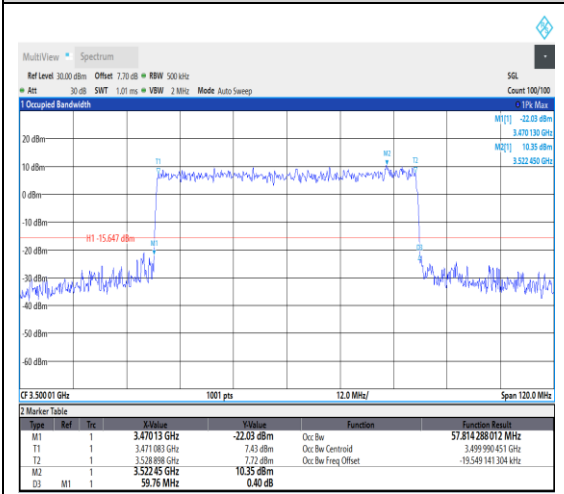 MultiView Spectrum
Ref Level 30.00 dBm Offset 7.70 dB RBW 500 kHz SGL
Att 30 dB SWT 1.01 ms VBW 2 MHz Mode Auto Sweep Count 100/100
1 Occupied Bandwidth 1Pk Max
M1[1] -22.03 dBm
3.470 130 GHz
M2[1] 10.35 dBm
3.522 450 GHz
20 dBm
M2
T1 T2
10 dBm
0 dBm
-10 dBm
H1 -15.647 dBm
M1
-20 dBm
-30 dBm
-40 dBm
-50 dBm
-60 dBm
CF 3.500 01 GHz 1001 pts 12.0 MHz/ Span 120.0 MHz
2 Marker Table
Type Ref Trc X-Value Y-Value Function Function Result
M1 1 3.470 13 GHz -22.03 dBm Occ Bw 57.814 288 012 MHz
T1 1 3.471 083 GHz 7.43 dBm Occ Bw Centroid 3.499 990 451 GHz
T2 1 3.528 898 GHz 7.72 dBm Occ Bw Freq Offset -19.549 141 304 kHz
M2 1 3.522 45 GHz 10.35 dBm
D3 M1 1 59.76 MHz 0.40 dB